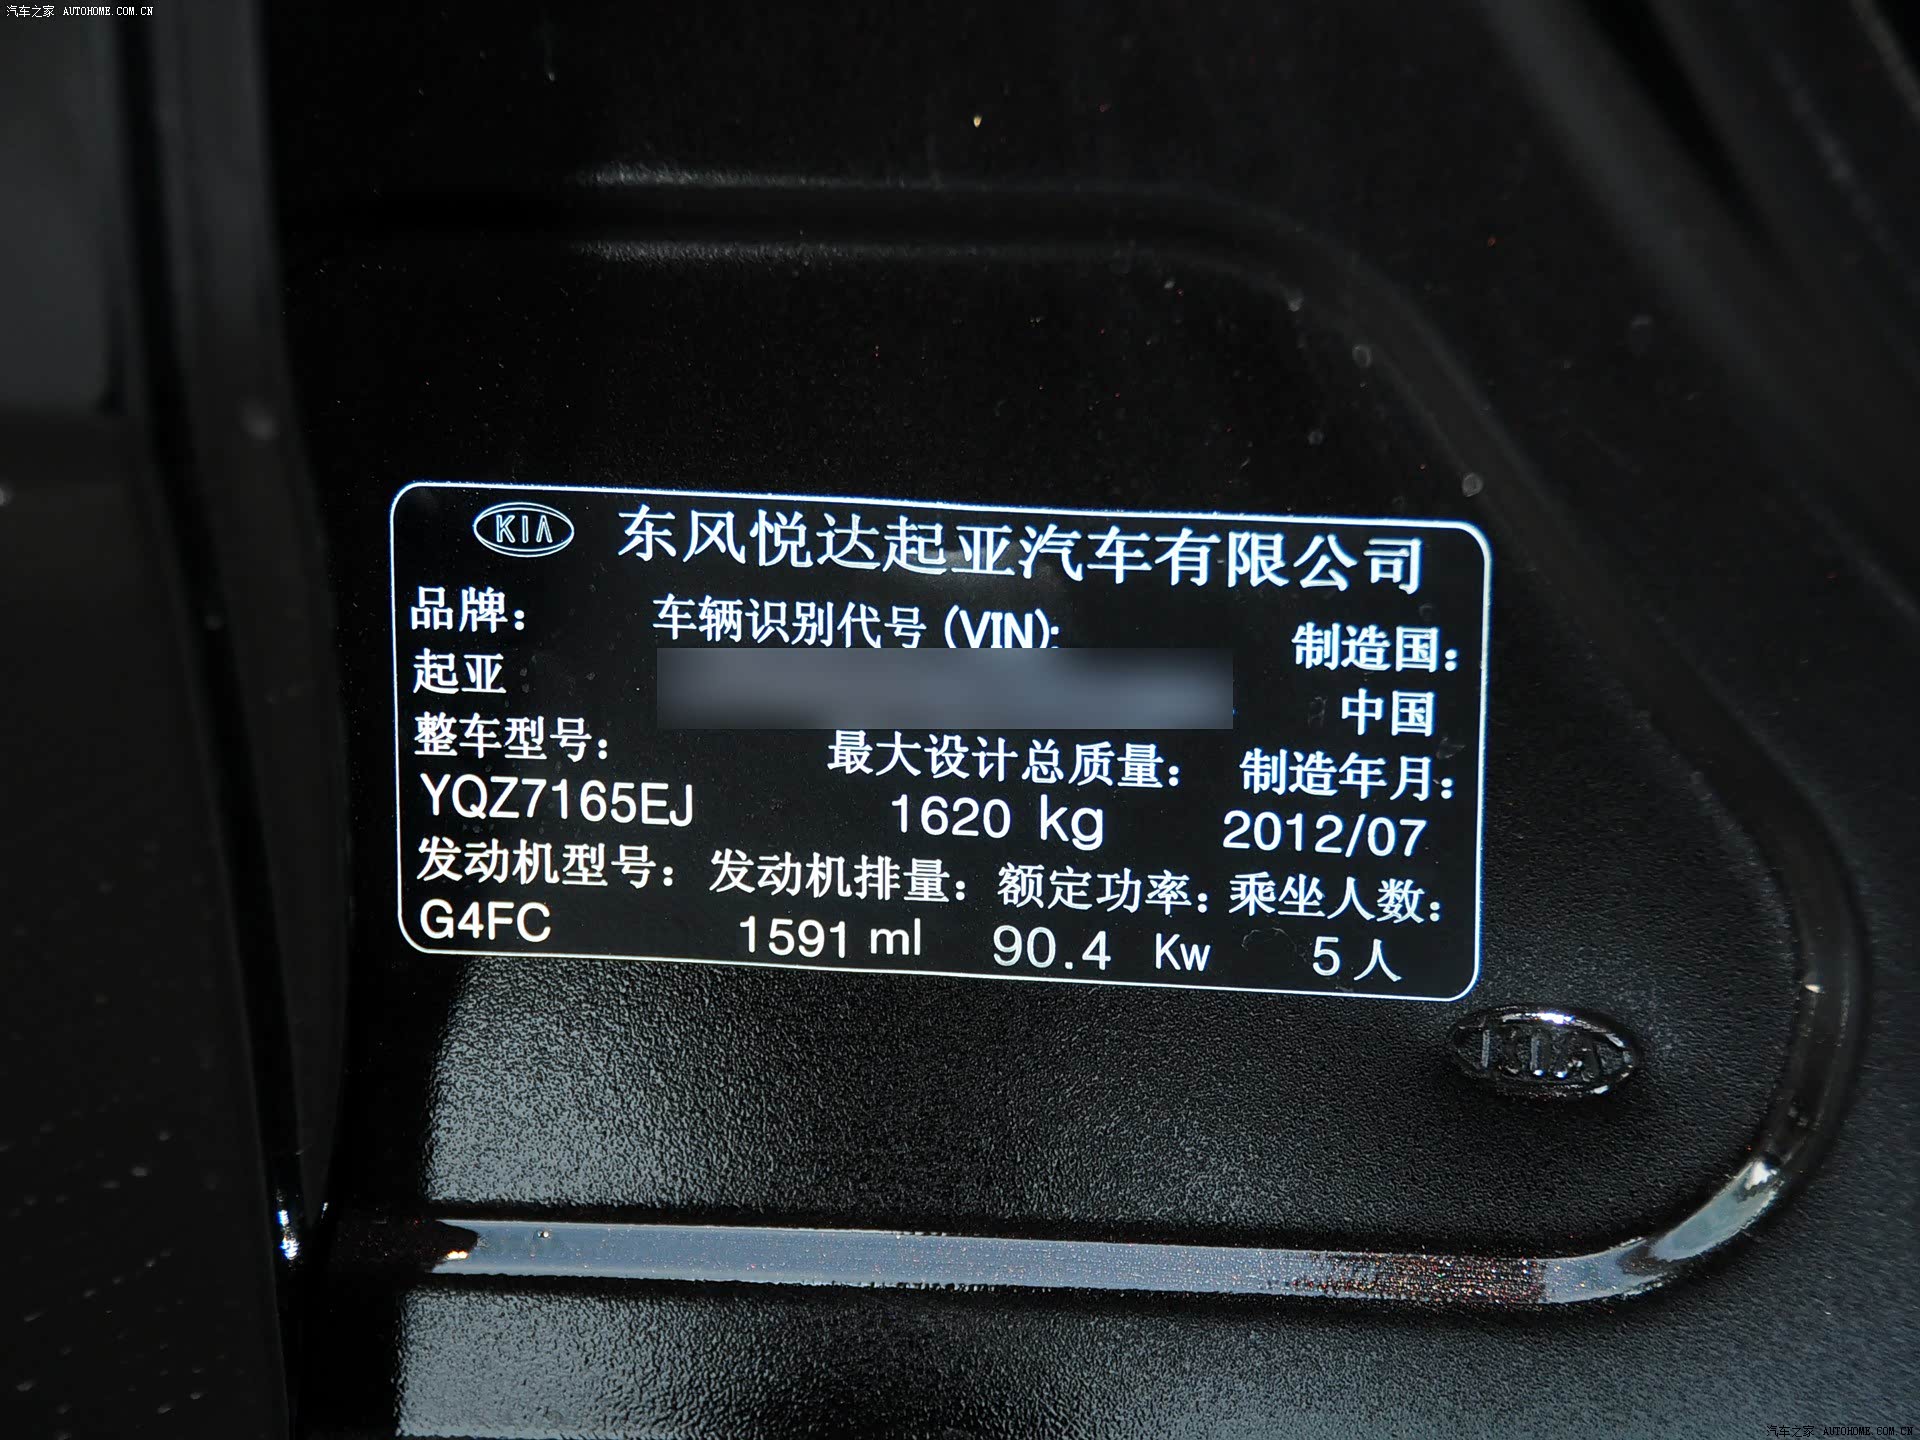 汽车之家 AUTOHOME.COM.CN
KIA 东风悦达起亚汽车有限公司
品牌： 车辆识别代号(VIN): 制造国：
起亚 中国
整车型号： 最大设计总质量： 制造年月：
YQZ7165EJ 1620 kg 2012/07
发动机型号： 发动机排量： 额定功率： 乘坐人数：
G4FC 1591 ml 90.4 Kw 5人
KIA
汽车之家 AUTOHOME.COM.CN